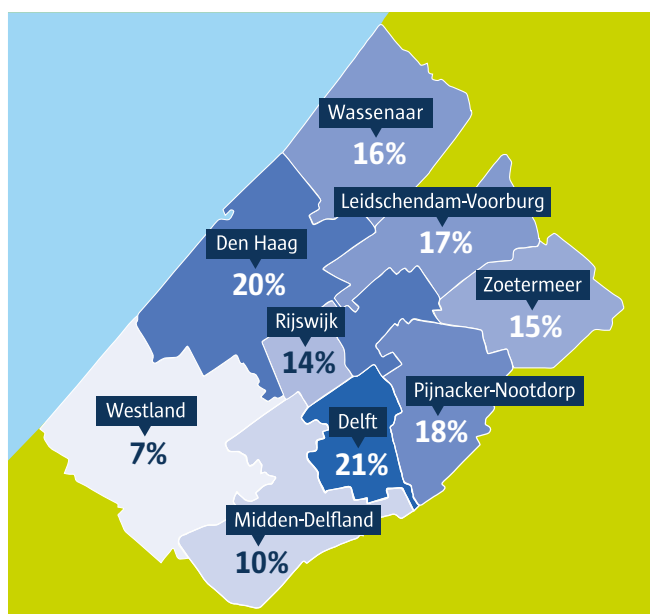 Wassenaar
16%
Leidschendam-Voorburg
17%
Den Haag
20%
Zoetermeer
15%
Rijswijk
14%
Pijnacker-Nootdorp
18%
Westland
7%
Delft
21%
Midden-Delfland
10%